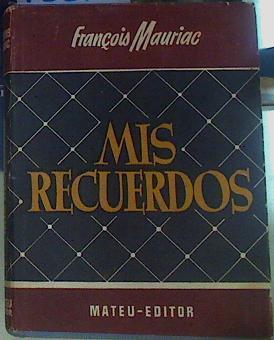 François Mauriac
MIS
RECUERDOS
MATEU-EDITOR